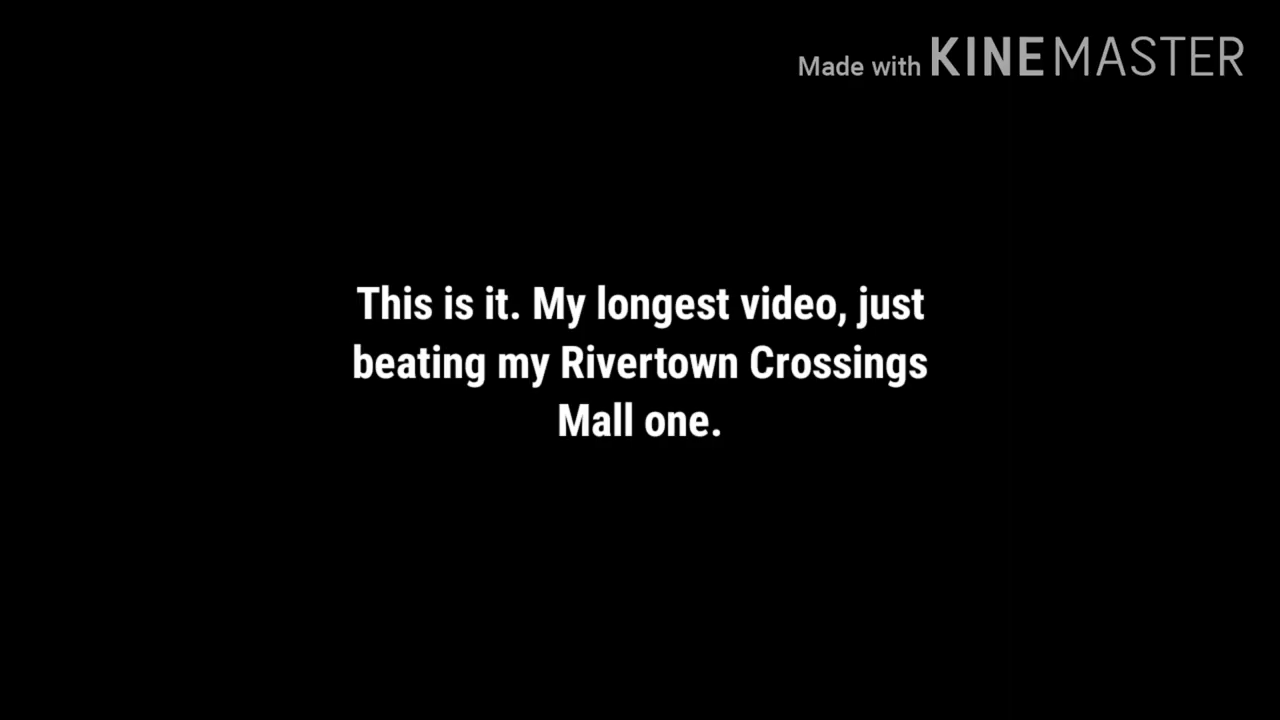 Made with KINEMASTER
This is it. My longest video, just
beating my Rivertown Crossings
Mall one.